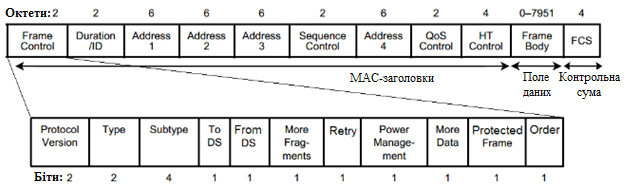 Октети: 2 2 6 6 6 2 6 2 4 0–7951 4
Frame Control Duration /ID Address 1 Address 2 Address 3 Sequence Control Address 4 QoS Control HT Control Frame Body FCS
МАС-заголовки Поле даних Контрольна сума
Protocol Version Type Subtype To DS From DS More Frag- ments Retry Power Manage- ment More Data Protected Frame Order
Біти: 2 2 4 1 1 1 1 1 1 1 1